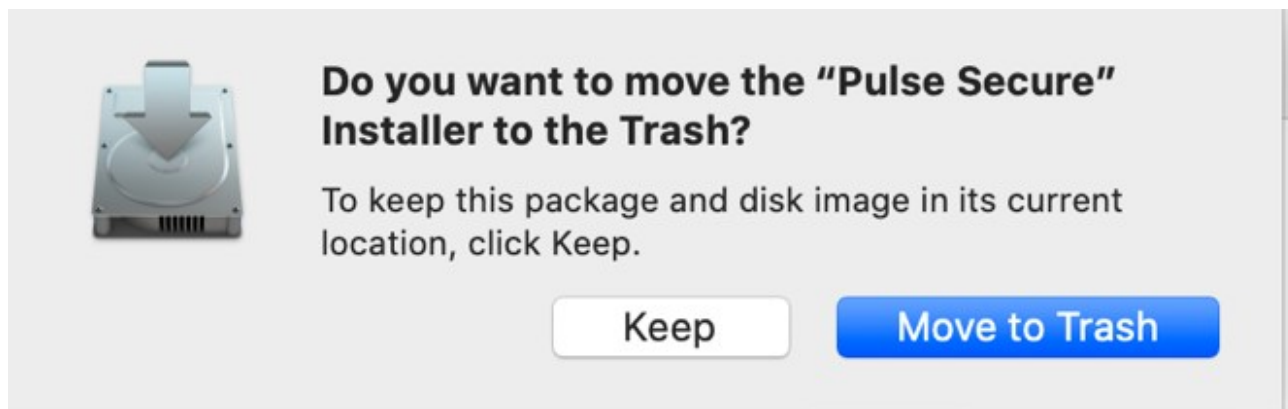 Do you want to move the “Pulse Secure”
Installer to the Trash?
To keep this package and disk image in its current
location, click Keep.
Keep
Move to Trash